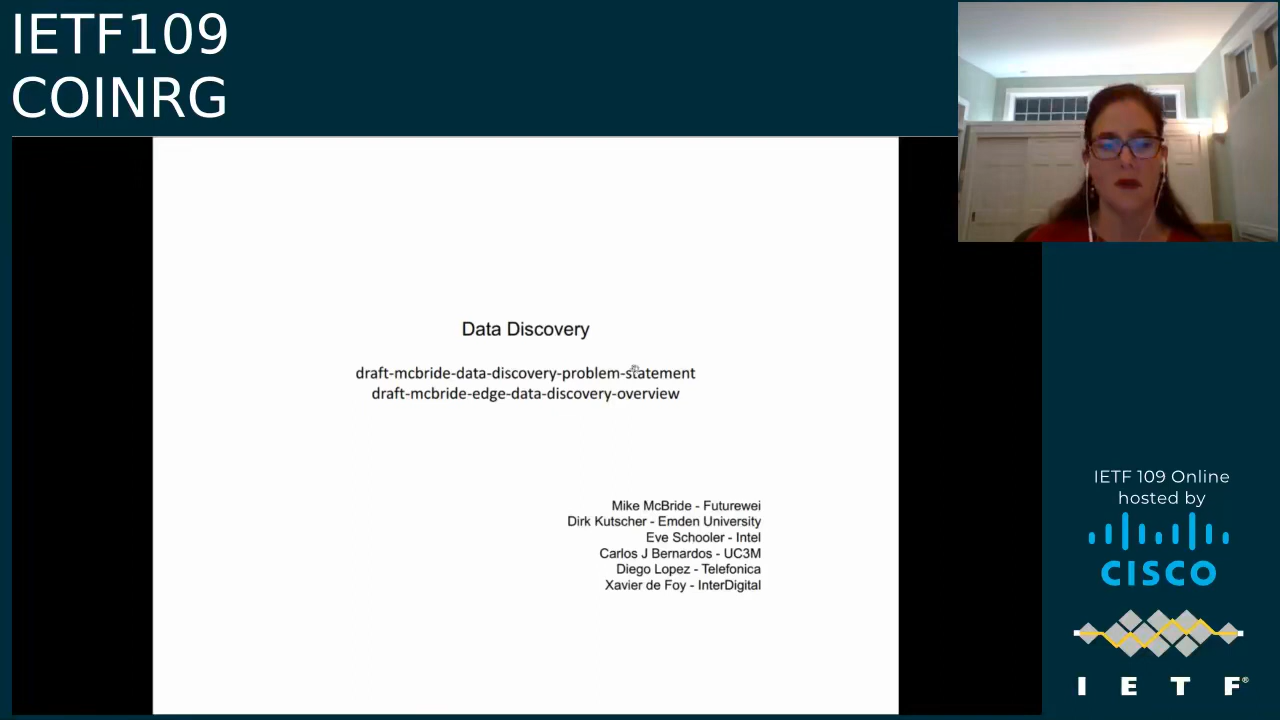 IETF109
COINRG
Data Discovery
draft-mcbride-data-discovery-problem-statement
draft-mcbride-edge-data-discovery-overview
Mike McBride - Futurewei
Dirk Kutscher - Emden University
Eve Schooler - Intel
Carlos J Bernardos - UC3M
Diego Lopez - Telefonica
Xavier de Foy - InterDigital
IETF 109 Online
hosted by
CISCO
I E T F®